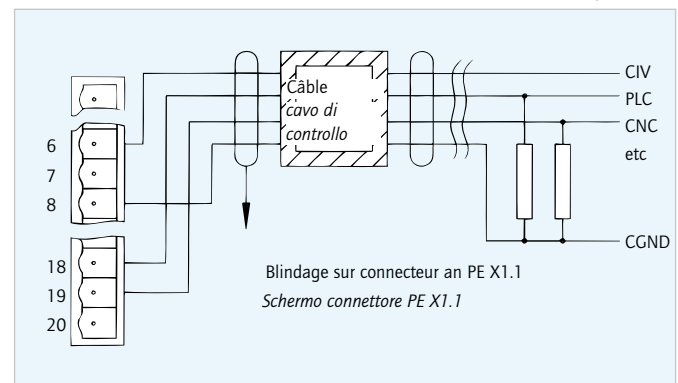 CIV
Câble
PLC
cavo di
CNC
controllo
6
etc
7
8
CGND
18
Blindage sur connecteur an PE X1.1
19
Schermo connettore PE X1.1
20